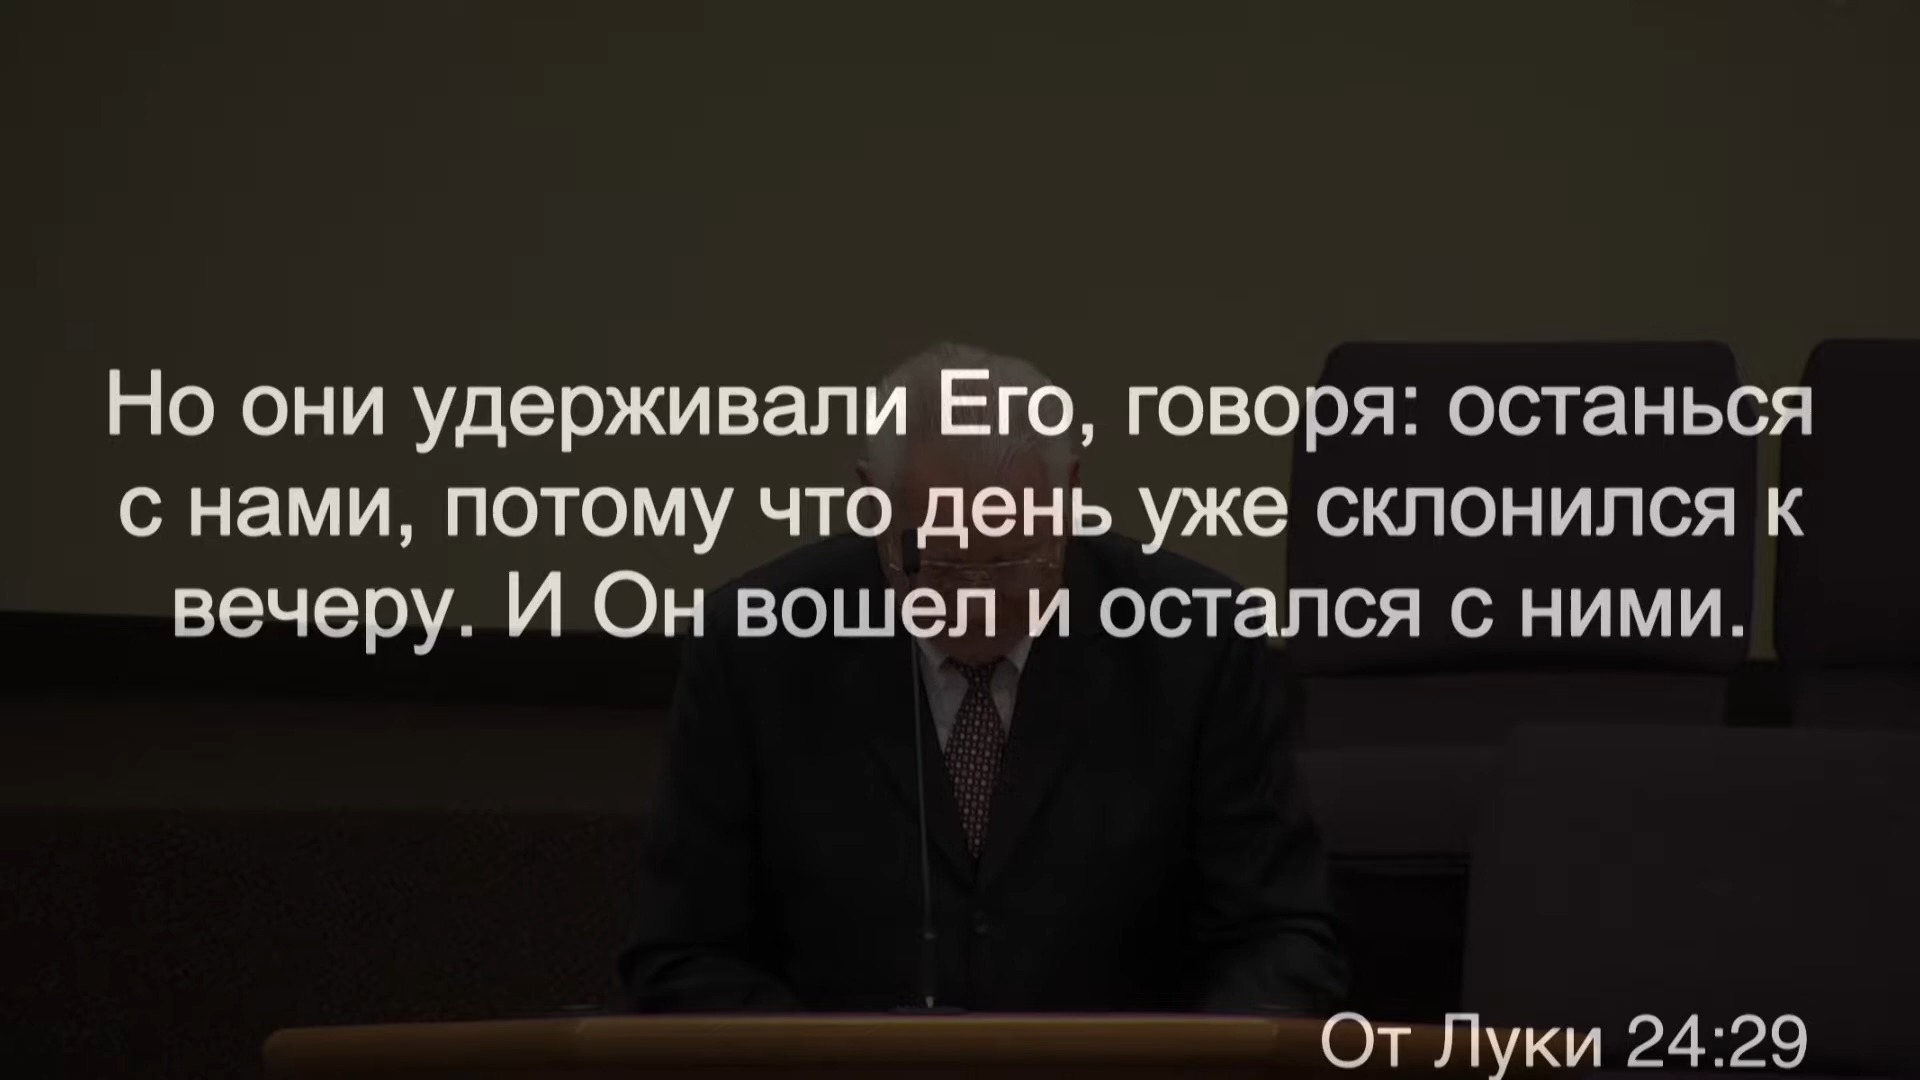 Но они удерживали Его, говоря: останься
с нами, потому что день уже склонился к
вечеру. И Он вошел и остался с ними.
От Луки 24:29